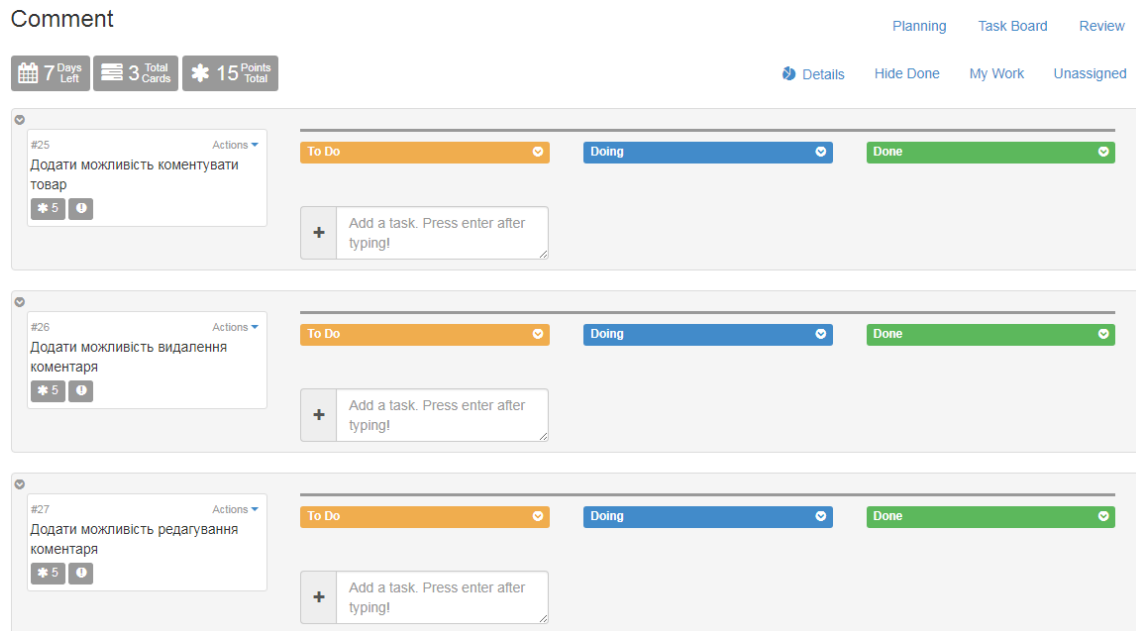 Comment
Planning Task Board Review
7 Days Left 3 Total Cards 15 Points Total
Details Hide Done My Work Unassigned
#25 Actions
Додати можливість коментувати
товар
5
To Do Doing Done
Add a task. Press enter after
typing!
#26 Actions
Додати можливість видалення
коментаря
5
To Do Doing Done
Add a task. Press enter after
typing!
#27 Actions
Додати можливість редагування
коментаря
5
To Do Doing Done
Add a task. Press enter after
typing!